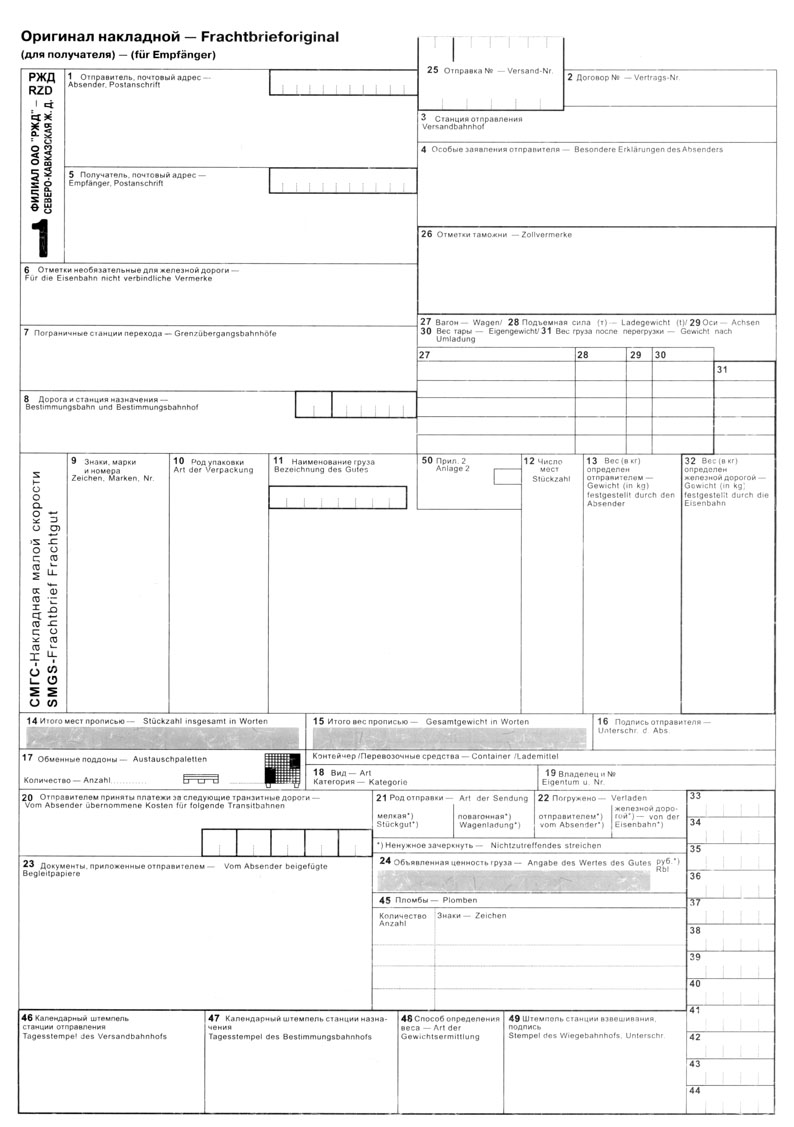 Оригинал накладной — Frachtbrieforiginal
(для получателя) — (für Empfänger)
РЖД
RZD
ФИЛИАЛ ОАО "РЖД" —
СЕВЕРО-КАВКАЗСКАЯ Ж. Д.
1
1 Отправитель, почтовый адрес —
Absender, Postanschrift
25 Отправка № — Versand-Nr.
2 Договор № — Vertrags-Nr.
3 Станция отправления
Versandbahnhof
4 Особые заявления отправителя — Besondere Erklärungen des Absenders
5 Получатель, почтовый адрес —
Empfänger, Postanschrift
26 Отметки таможни — Zollvermerke
6 Отметки необязательные для железной дороги —
Für die Eisenbahn nicht verbindliche Vermerke
7 Пограничные станции перехода — Grenzübergangsbahnhöfe
27 Вагон — Wagen/ 28 Подъемная сила (т) — Ladegewicht (t)/ 29 Оси — Achsen
30 Вес тары — Eigengewicht/ 31 Вес груза после перегрузки — Gewicht nach
Umladung
27
28
29
30
31
8 Дорога и станция назначения —
Bestimmungsbahn und Bestimmungsbahnhof
СМГС-Накладная малой скорости
SMGS-Frachtbrief Frachtgut
9 Знаки, марки
и номера
Zeichen, Marken, Nr.
10 Род упаковки
Art der Verpackung
11 Наименование груза
Bezeichnung des Gutes
50 Прил. 2
Anlage 2
12 Число
мест
Stückzahl
13 Вес (в кг)
определен
отправителем —
Gewicht (in kg)
festgestellt durch den
Absender
32 Вес (в кг)
определен
железной дорогой —
Gewicht (in kg)
festgestellt durch die
Eisenbahn
14 Итого мест прописью — Stückzahl insgesamt in Worten
15 Итого вес прописью — Gesamtgewicht in Worten
16 Подпись отправителя —
Unterschr. d. Abs.
17 Обменные поддоны — Austauschpaletten
Количество — Anzahl............
Контейнер /Перевозочные средства — Container /Lademittel
18 Вид — Art
Категория — Kategorie
19 Владелец и №
Eigentum u. Nr.
20 Отправителем приняты платежи за следующие транзитные дороги —
Vom Absender übernommene Kosten für folgende Transitbahnen
21 Род отправки — Art der Sendung
мелкая*)
Stückgut*)
повагонная*)
Wagenladung*)
22 Погружено — Verladen
отправителем*)
vom Absender*)
железной доро-
гой*) — von der
Eisenbahn*)
*) Ненужное зачеркнуть — Nichtzutreffendes streichen
23 Документы, приложенные отправителем — Vom Absender beigefügte
Begleitpapiere
24 Объявленная ценность груза — Angabe des Wertes des Gutes
руб.*)
Rbl
45 Пломбы — Plomben
Количество
Anzahl
Знаки — Zeichen
33
34
35
36
37
38
39
40
41
42
43
44
46 Календарный штемпель
станции отправления
Tagesstempel des Versandbahnhofs
47 Календарный штемпель станции назна-
чения
Tagesstempel des Bestimmungsbahnhofs
48 Способ определения
веса — Art der
Gewichtsermittlung
49 Штемпель станции взвешивания,
подпись
Stempel des Wiegebahnhofs, Unterschr.